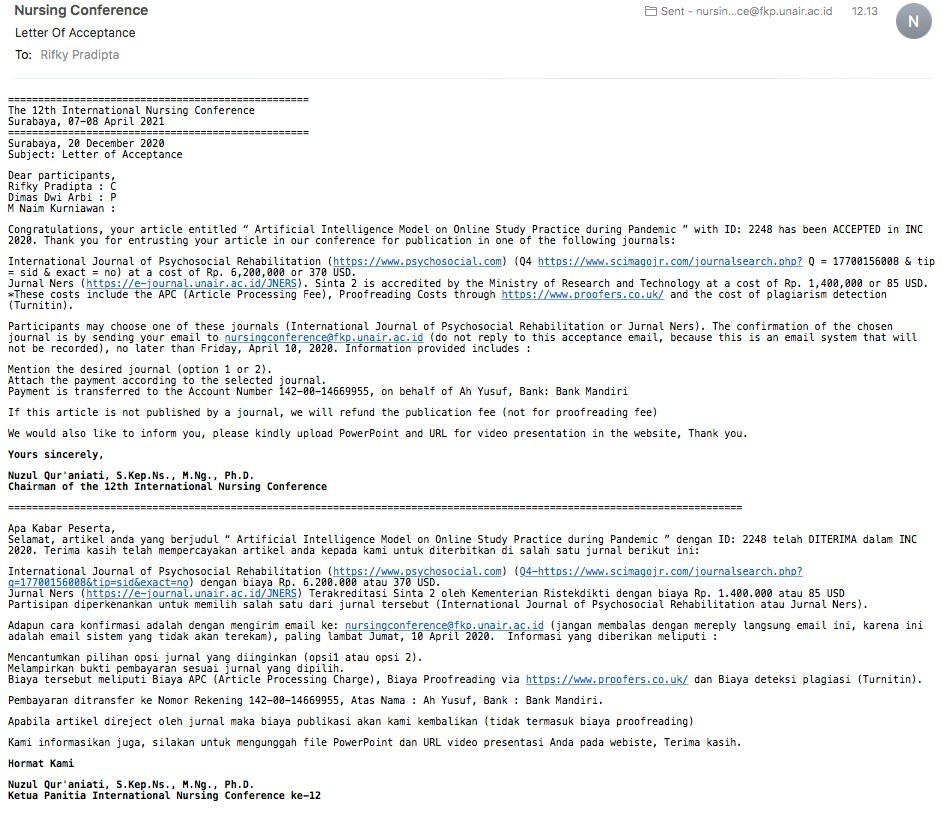 Nursing Conference
Sent - nursin...ce@fkp.unair.ac.id 12.13
N
Letter Of Acceptance
To: Rifky Pradipta
==================================================
The 12th International Nursing Conference
Surabaya, 07-08 April 2021
==================================================
Surabaya, 20 December 2020
Subject: Letter of Acceptance
Dear participants,
Rifky Pradipta : C
Dimas Dwi Arbi : P
M Naim Kurniawan :
Congratulations, your article entitled “ Artificial Intelligence Model on Online Study Practice during Pandemic ” with ID: 2248 has been ACCEPTED in INC
2020. Thank you for entrusting your article in our conference for publication in one of the following journals:
International Journal of Psychosocial Rehabilitation (https://www.psychosocial.com) (Q4 https://www.scimagojr.com/journalsearch.php? Q = 17700156008 & tip
= sid & exact = no) at a cost of Rp. 6,200,000 or 370 USD.
Jurnal Ners (https://e-journal.unair.ac.id/JNERS). Sinta 2 is accredited by the Ministry of Research and Technology at a cost of Rp. 1,400,000 or 85 USD.
*These costs include the APC (Article Processing Fee), Proofreading Costs through https://www.proofers.co.uk/ and the cost of plagiarism detection
(Turnitin).
Participants may choose one of these journals (International Journal of Psychosocial Rehabilitation or Jurnal Ners). The confirmation of the chosen
journal is by sending your email to nursingconference@fkp.unair.ac.id (do not reply to this acceptance email, because this is an email system that will
not be recorded), no later than Friday, April 10, 2020. Information provided includes :
Mention the desired journal (option 1 or 2).
Attach the payment according to the selected journal.
Payment is transferred to the Account Number 142-00-14669955, on behalf of Ah Yusuf, Bank: Bank Mandiri
If this article is not published by a journal, we will refund the publication fee (not for proofreading fee)
We would also like to inform you, please kindly upload PowerPoint and URL for video presentation in the website, Thank you.
Yours sincerely,
Nuzul Qur'aniati, S.Kep.Ns., M.Ng., Ph.D.
Chairman of the 12th International Nursing Conference
==========================================================================================================================
Apa Kabar Peserta,
Selamat, artikel anda yang berjudul “ Artificial Intelligence Model on Online Study Practice during Pandemic ” dengan ID: 2248 telah DITERIMA dalam INC
2020. Terima kasih telah mempercayakan artikel anda kepada kami untuk diterbitkan di salah satu jurnal berikut ini:
International Journal of Psychosocial Rehabilitation (https://www.psychosocial.com) (Q4-https://www.scimagojr.com/journalsearch.php?
q=17700156008&tip=sid&exact=no) dengan biaya Rp. 6.200.000 atau 370 USD.
Jurnal Ners (https://e-journal.unair.ac.id/JNERS) Terakreditasi Sinta 2 oleh Kementerian Ristekdikti dengan biaya Rp. 1.400.000 atau 85 USD
Partisipan diperkenankan untuk memilih salah satu dari jurnal tersebut (International Journal of Psychosocial Rehabilitation atau Jurnal Ners).
Adapun cara konfirmasi adalah dengan mengirim email ke: nursingconference@fkp.unair.ac.id (jangan membalas dengan mereply langsung email ini, karena ini
adalah email sistem yang tidak akan terekam), paling lambat Jumat, 10 April 2020. Informasi yang diberikan meliputi :
Mencantumkan pilihan opsi jurnal yang diinginkan (opsi1 atau opsi 2).
Melampirkan bukti pembayaran sesuai jurnal yang dipilih.
Biaya tersebut meliputi Biaya APC (Article Processing Charge), Biaya Proofreading via https://www.proofers.co.uk/ dan Biaya deteksi plagiasi (Turnitin).
Pembayaran ditransfer ke Nomor Rekening 142-00-14669955, Atas Nama : Ah Yusuf, Bank : Bank Mandiri.
Apabila artikel direject oleh jurnal maka biaya publikasi akan kami kembalikan (tidak termasuk biaya proofreading)
Kami informasikan juga, silakan untuk mengunggah file PowerPoint dan URL video presentasi Anda pada webiste, Terima kasih.
Hormat Kami
Nuzul Qur'aniati, S.Kep.Ns., M.Ng., Ph.D.
Ketua Panitia International Nursing Conference ke-12